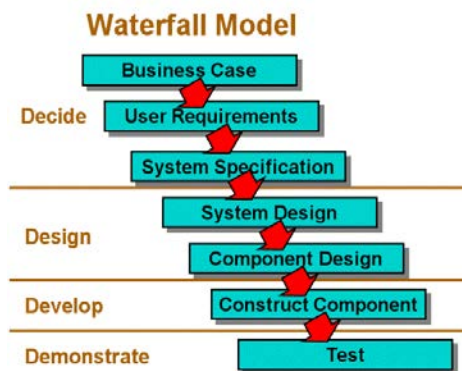 Waterfall Model
Business Case
Decide
User Requirements
System Specification
System Design
Design
Component Design
Develop
Construct Component
Demonstrate
Test